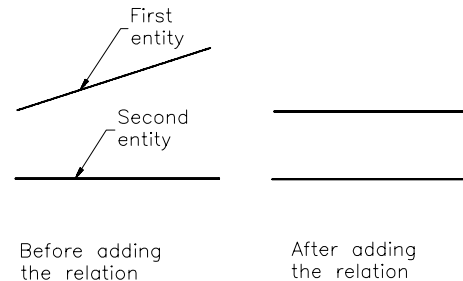 First
entity
Second
entity
Before adding
the relation
After adding
the relation